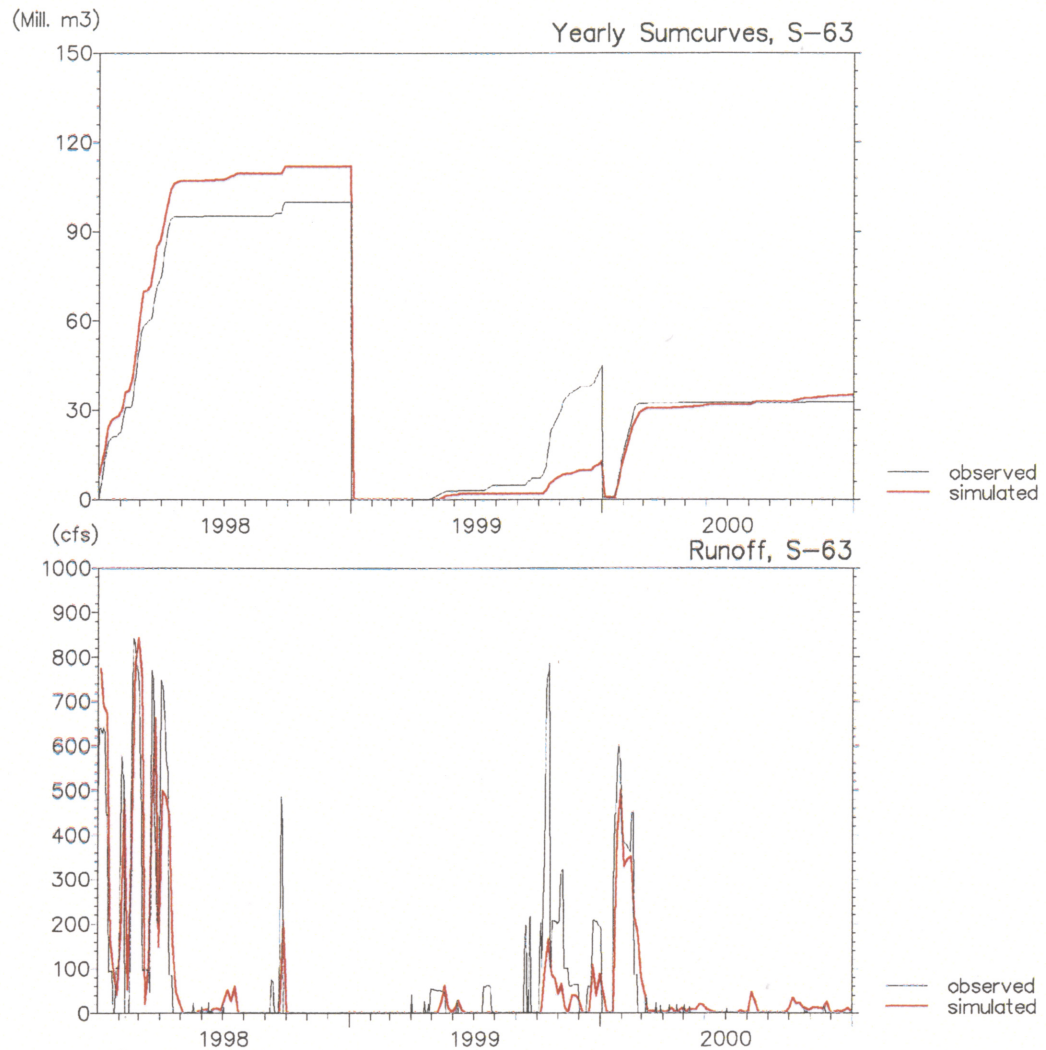 (Mill. m3)
Yearly Sumcurves, S-63
150
120
90
60
30
0
1998
1999
2000
observed
simulated
(cfs)
Runoff, S-63
1000
900
800
700
600
500
400
300
200
100
0
1998
1999
2000
observed
simulated